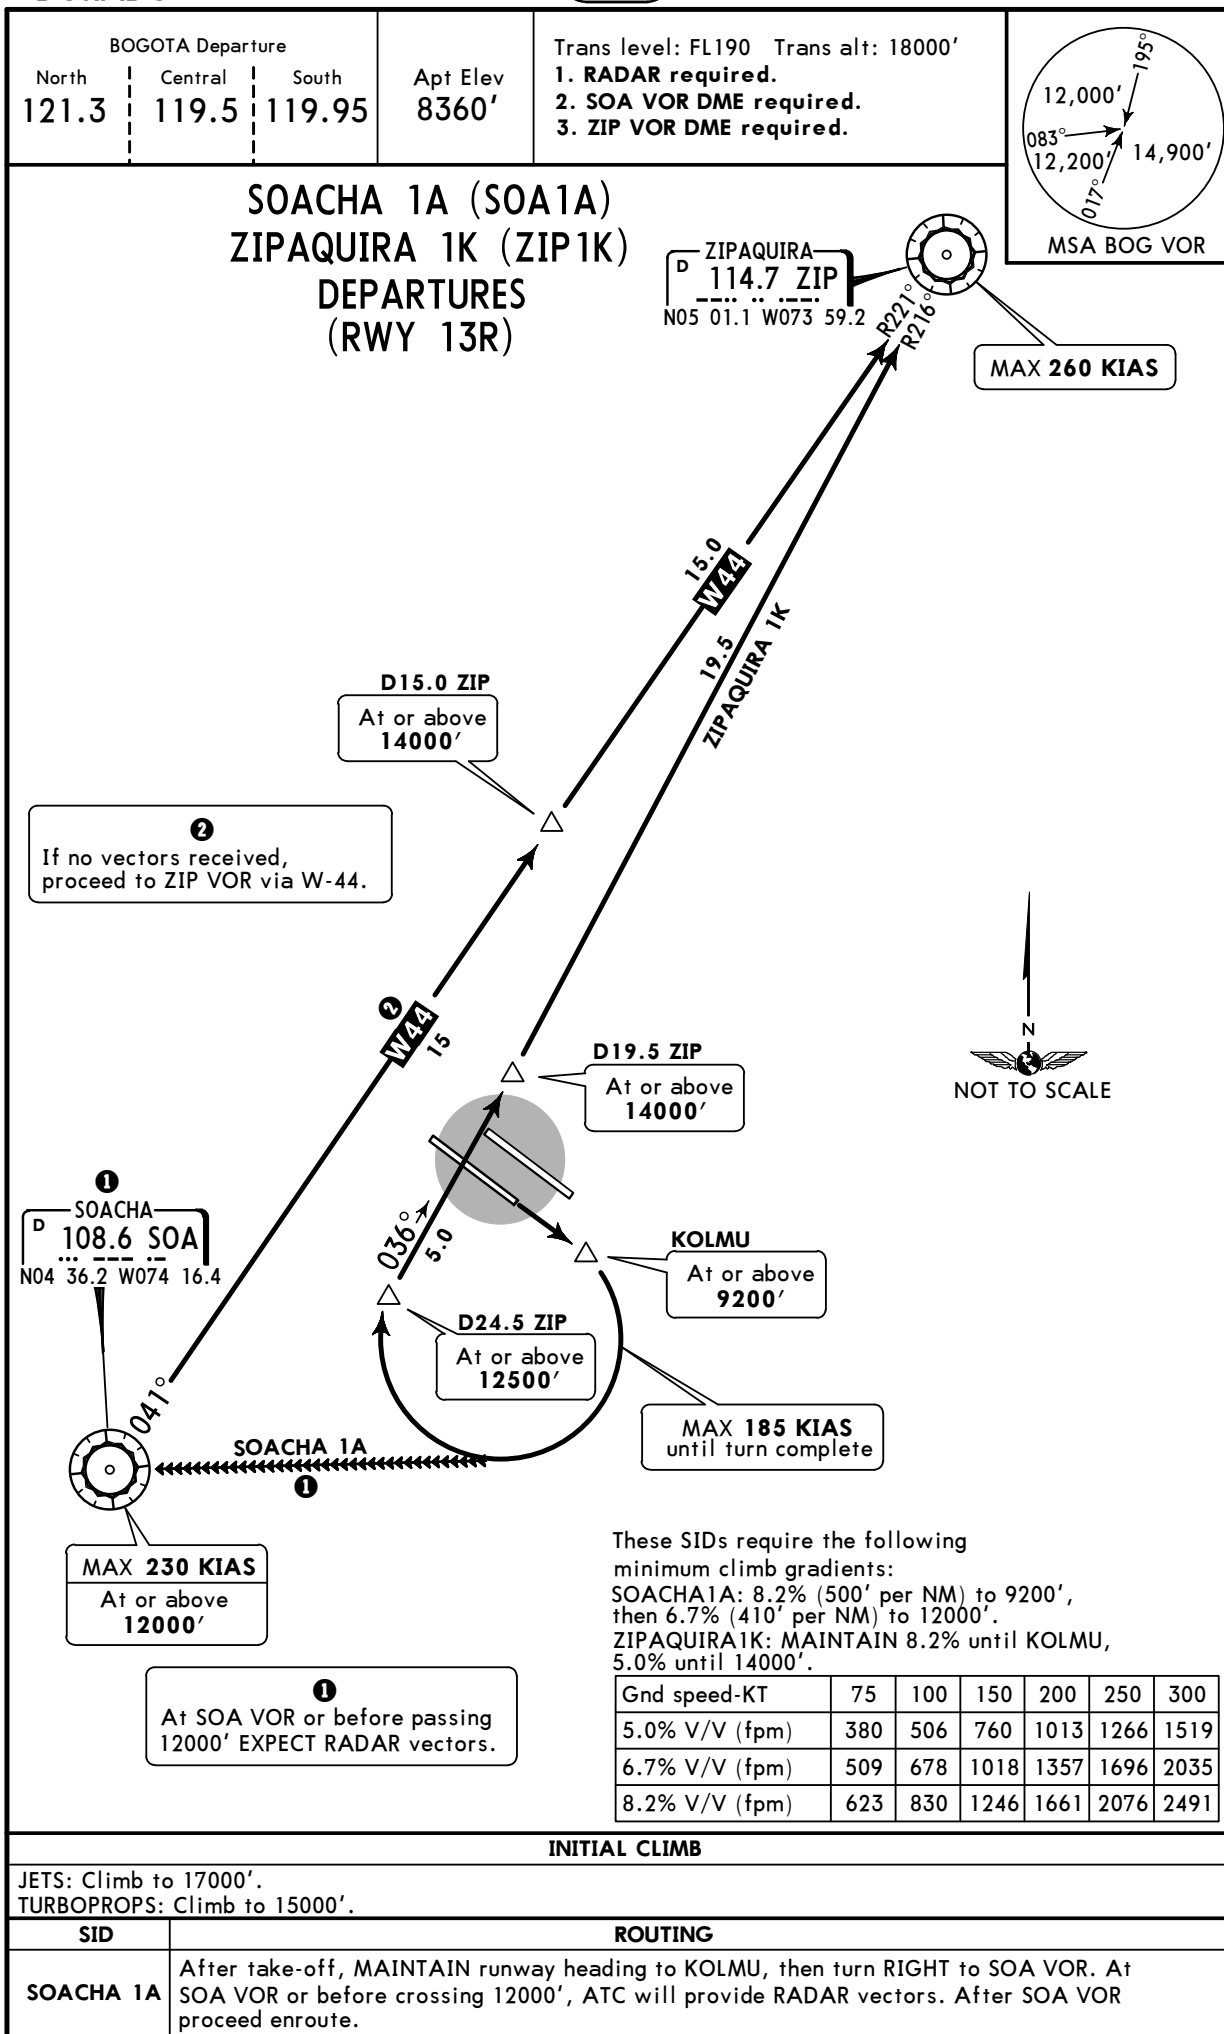 BOGOTA Departure
North
121.3
Central
119.5
South
119.95
Apt Elev
8360'
Trans level: FL190 Trans alt: 18000'
1. RADAR required.
2. SOA VOR DME required.
3. ZIP VOR DME required.
195°
12,000'
083°
12,200'
14,900'
017°
MSA BOG VOR
SOACHA 1A (SOA1A)
ZIPAQUIRA 1K (ZIP1K)
DEPARTURES
(RWY 13R)
ZIPAQUIRA
D 114.7 ZIP
N05 01.1 W073 59.2
R221°
R216°
MAX 260 KIAS
15.0
W44
19.5
ZIPAQUIRA 1K
D15.0 ZIP
At or above
14000'
2
If no vectors received,
proceed to ZIP VOR via W-44.
2
W44
15
N
NOT TO SCALE
D19.5 ZIP
At or above
14000'
1
SOACHA
D 108.6 SOA
N04 36.2 W074 16.4
036°
5.0
KOLMU
At or above
9200'
D24.5 ZIP
At or above
12500'
041°
MAX 185 KIAS
until turn complete
SOACHA 1A
1
MAX 230 KIAS
At or above
12000'
1
At SOA VOR or before passing
12000' EXPECT RADAR vectors.
These SIDs require the following
minimum climb gradients:
SOACHA1A: 8.2% (500' per NM) to 9200',
then 6.7% (410' per NM) to 12000'.
ZIPAQUIRA1K: MAINTAIN 8.2% until KOLMU,
5.0% until 14000'.
Gnd speed-KT 75 100 150 200 250 300
5.0% V/V (fpm) 380 506 760 1013 1266 1519
6.7% V/V (fpm) 509 678 1018 1357 1696 2035
8.2% V/V (fpm) 623 830 1246 1661 2076 2491
INITIAL CLIMB
JETS: Climb to 17000'.
TURBOPROPS: Climb to 15000'.
SID ROUTING
SOACHA 1A
After take-off, MAINTAIN runway heading to KOLMU, then turn RIGHT to SOA VOR. At
SOA VOR or before crossing 12000', ATC will provide RADAR vectors. After SOA VOR
proceed enroute.